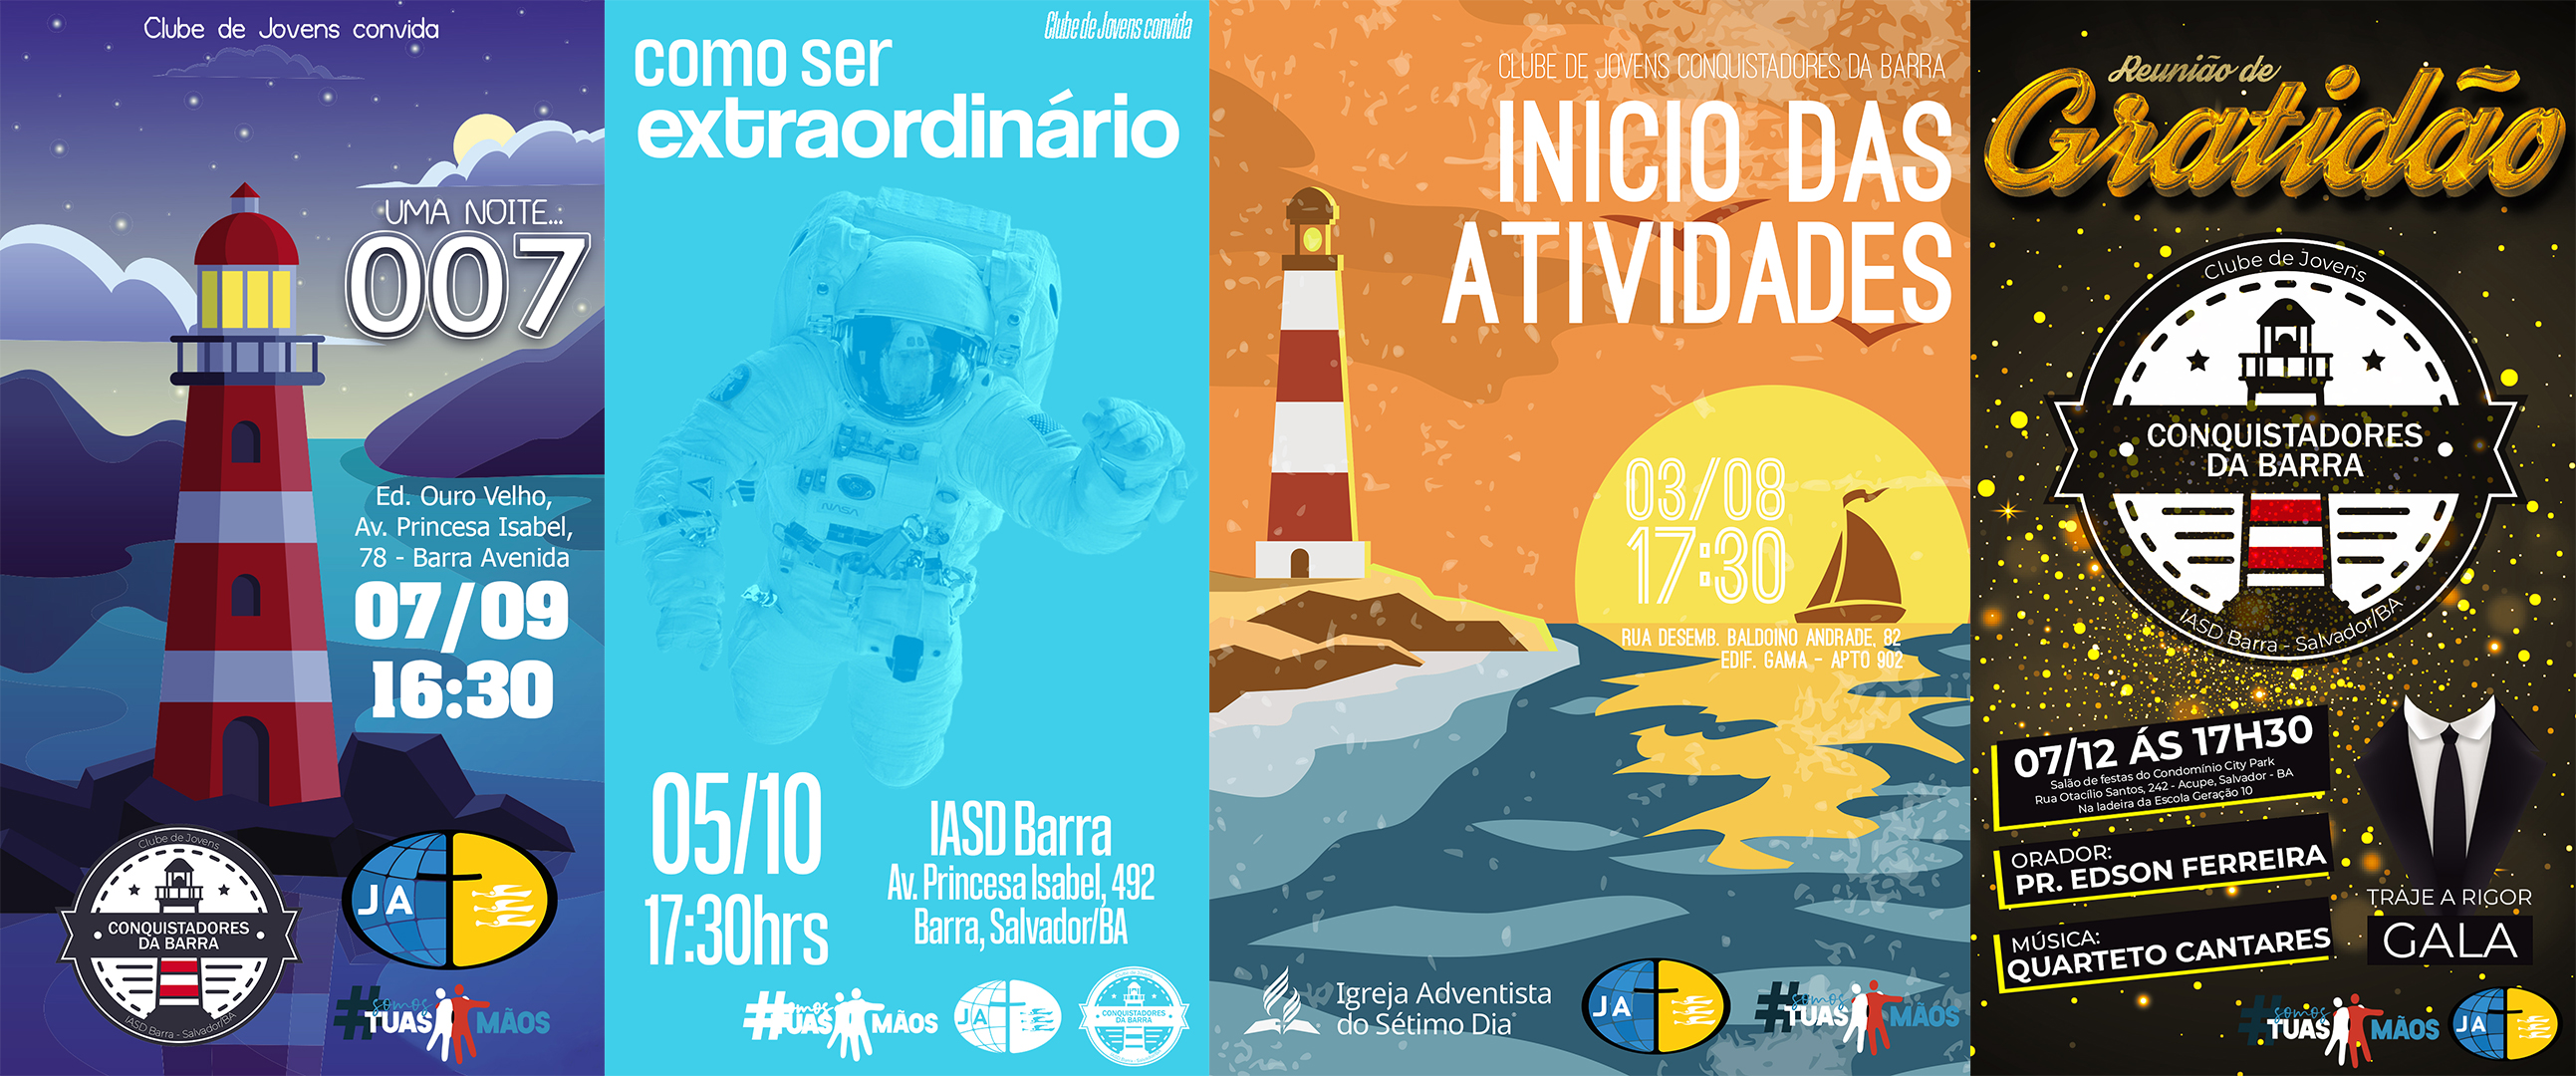 Clube de Jovens convida
UMA NOITE...
007
Ed. Ouro Velho,
Av. Princesa Isabel,
78 - Barra Avenida
07/09
16:30
Clube de Jovens
CONQUISTADORES
DA BARRA
IASD Barra - Salvador/BA
JA
#somos
TUAS MÃOS
Clube de Jovens convida
como ser
extraordinário
NASA
05/10
17:30hrs
IASD Barra
Av. Princesa Isabel, 492
Barra, Salvador/BA
#somos
TUAS MÃOS
JA
CONQUISTADORES
DA BARRA
CLUBE DE JOVENS CONQUISTADORES DA BARRA
INICIO DAS
ATIVIDADES
03/08
17:30
RUA DESEMB. BALDOINO ANDRADE, 82
EDIF. GAMA - APTO 902
Igreja Adventista
do Sétimo Dia
JA
#somos
TUAS MÃOS
Reunião de
Gratidão
Clube de Jovens
CONQUISTADORES
DA BARRA
IASD Barra - Salvador/BA
07/12 ÁS 17H30
Salão de festas do Condomínio City Park
Rua Otacílio Santos, 242 - Acupe, Salvador - BA
Na ladeira da Escola Geração 10
ORADOR:
PR. EDSON FERREIRA
MÚSICA:
QUARTETO CANTARES
TRAJE A RIGOR
GALA
#somos
TUAS MÃOS
JA